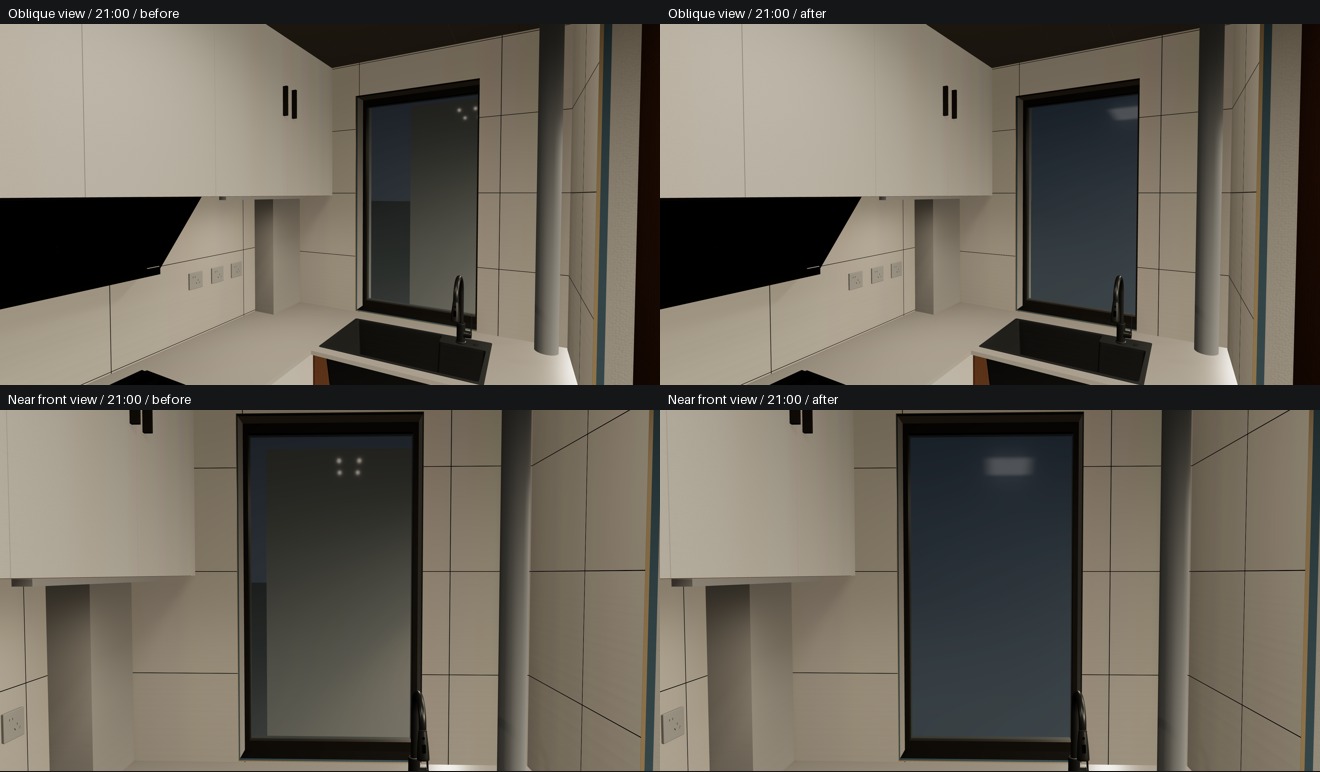 Oblique view / 21:00 / before
Oblique view / 21:00 / after
Near front view / 21:00 / before
Near front view / 21:00 / after